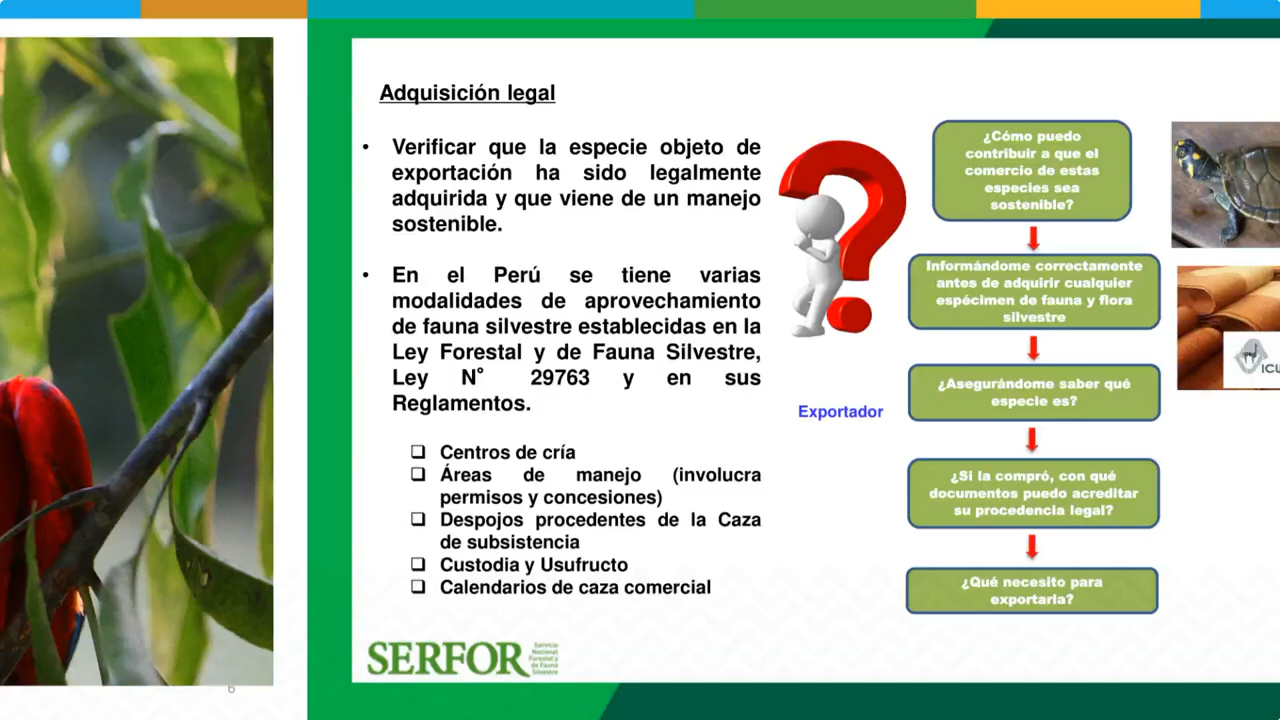 Adquisición legal
• Verificar que la especie objeto de
exportación ha sido legalmente
adquirida y que viene de un manejo
sostenible.
• En el Perú se tiene varias
modalidades de aprovechamiento
de fauna silvestre establecidas en la
Ley Forestal y de Fauna Silvestre,
Ley N° 29763 y en sus
Reglamentos.
❑ Centros de cría
❑ Áreas de manejo (involucra
permisos y concesiones)
❑ Despojos procedentes de la Caza
de subsistencia
❑ Custodia y Usufructo
❑ Calendarios de caza comercial
Exportador
¿Cómo puedo
contribuir a que el
comercio de estas
especies sea
sostenible?
Informándome correctamente
antes de adquirir cualquier
espécimen de fauna y flora
silvestre
¿Asegurándome saber qué
especie es?
¿Si la compró, con qué
documentos puedo acreditar
su procedencia legal?
¿Qué necesito para
exportarla?
ICU
SERFOR
Servicio
Nacional
Forestal y
de Fauna
Silvestre
6